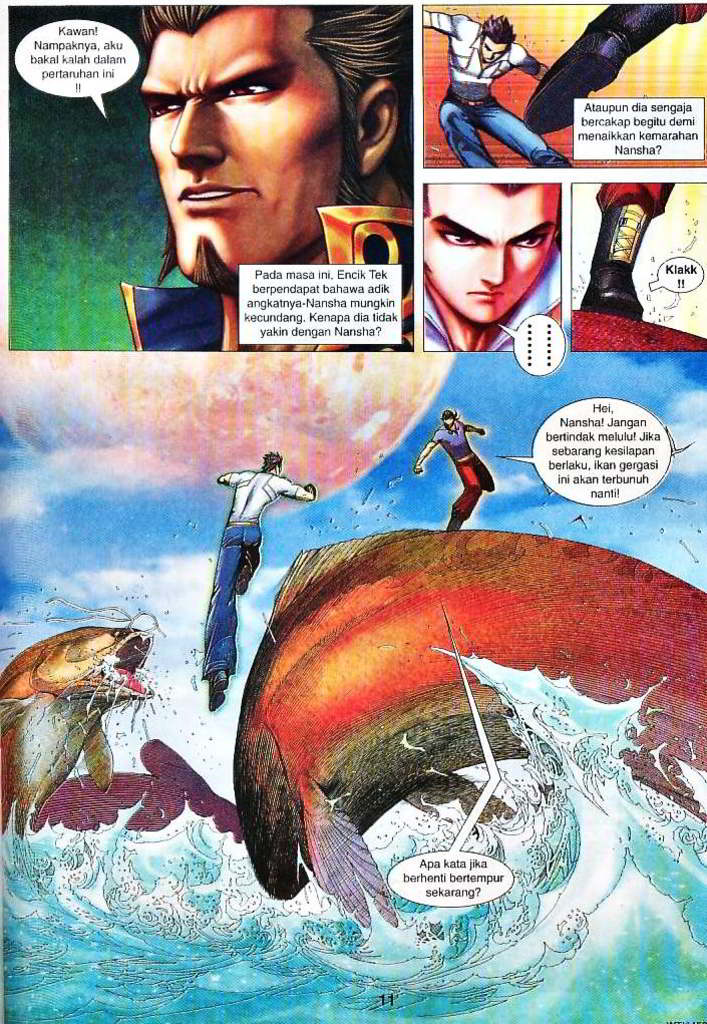 Kawan!
Nampaknya, aku
bakal kalah dalam
pertaruhan ini
!!
Pada masa ini, Encik Tek
berpendapat bahawa adik
angkatnya-Nansha mungkin
kecundang. Kenapa dia tidak
yakin dengan Nansha?
Ataupun dia sengaja
bercakap begitu demi
menaikkan kemarahan
Nansha?
Klakk
!!
Hei,
Nansha! Jangan
bertindak melulu! Jika
sebarang kesilapan
berlaku, ikan gergasi
ini akan terbunuh
nanti!
Apa kata jika
berhenti bertempur
sekarang?
11